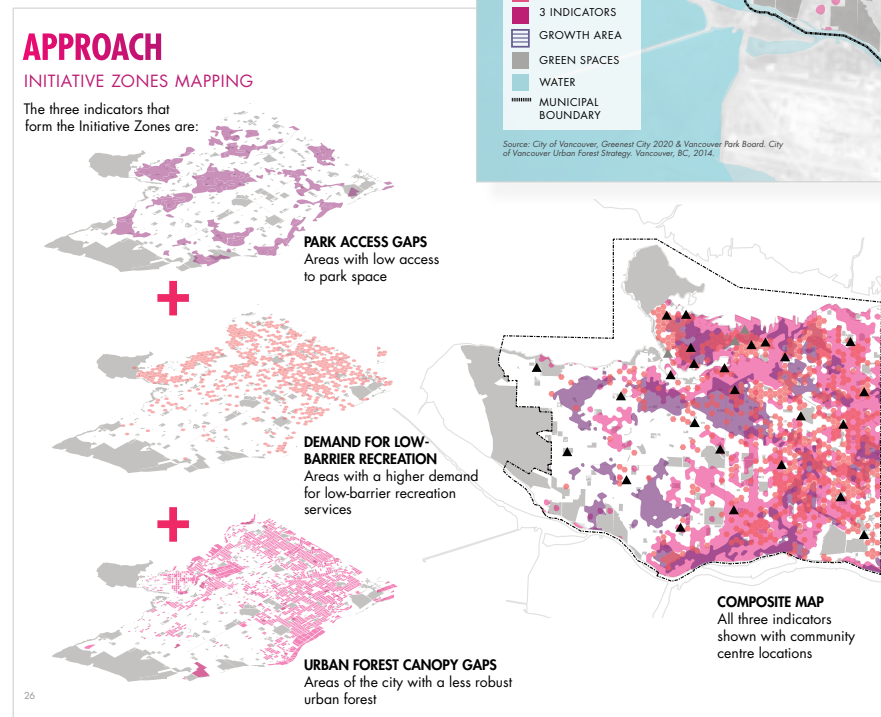 APPROACH
INITIATIVE ZONES MAPPING
The three indicators that
form the Initiative Zones are:
PARK ACCESS GAPS
Areas with low access
to park space
+
DEMAND FOR LOW-
BARRIER RECREATION
Areas with a higher demand
for low-barrier recreation
services
+
URBAN FOREST CANOPY GAPS
Areas of the city with a less robust
urban forest
26
3 INDICATORS
GROWTH AREA
GREEN SPACES
WATER
MUNICIPAL
BOUNDARY
Source: City of Vancouver, Greenest City 2020 & Vancouver Park Board. City
of Vancouver Urban Forest Strategy. Vancouver, BC, 2014.
COMPOSITE MAP
All three indicators
shown with community
centre locations